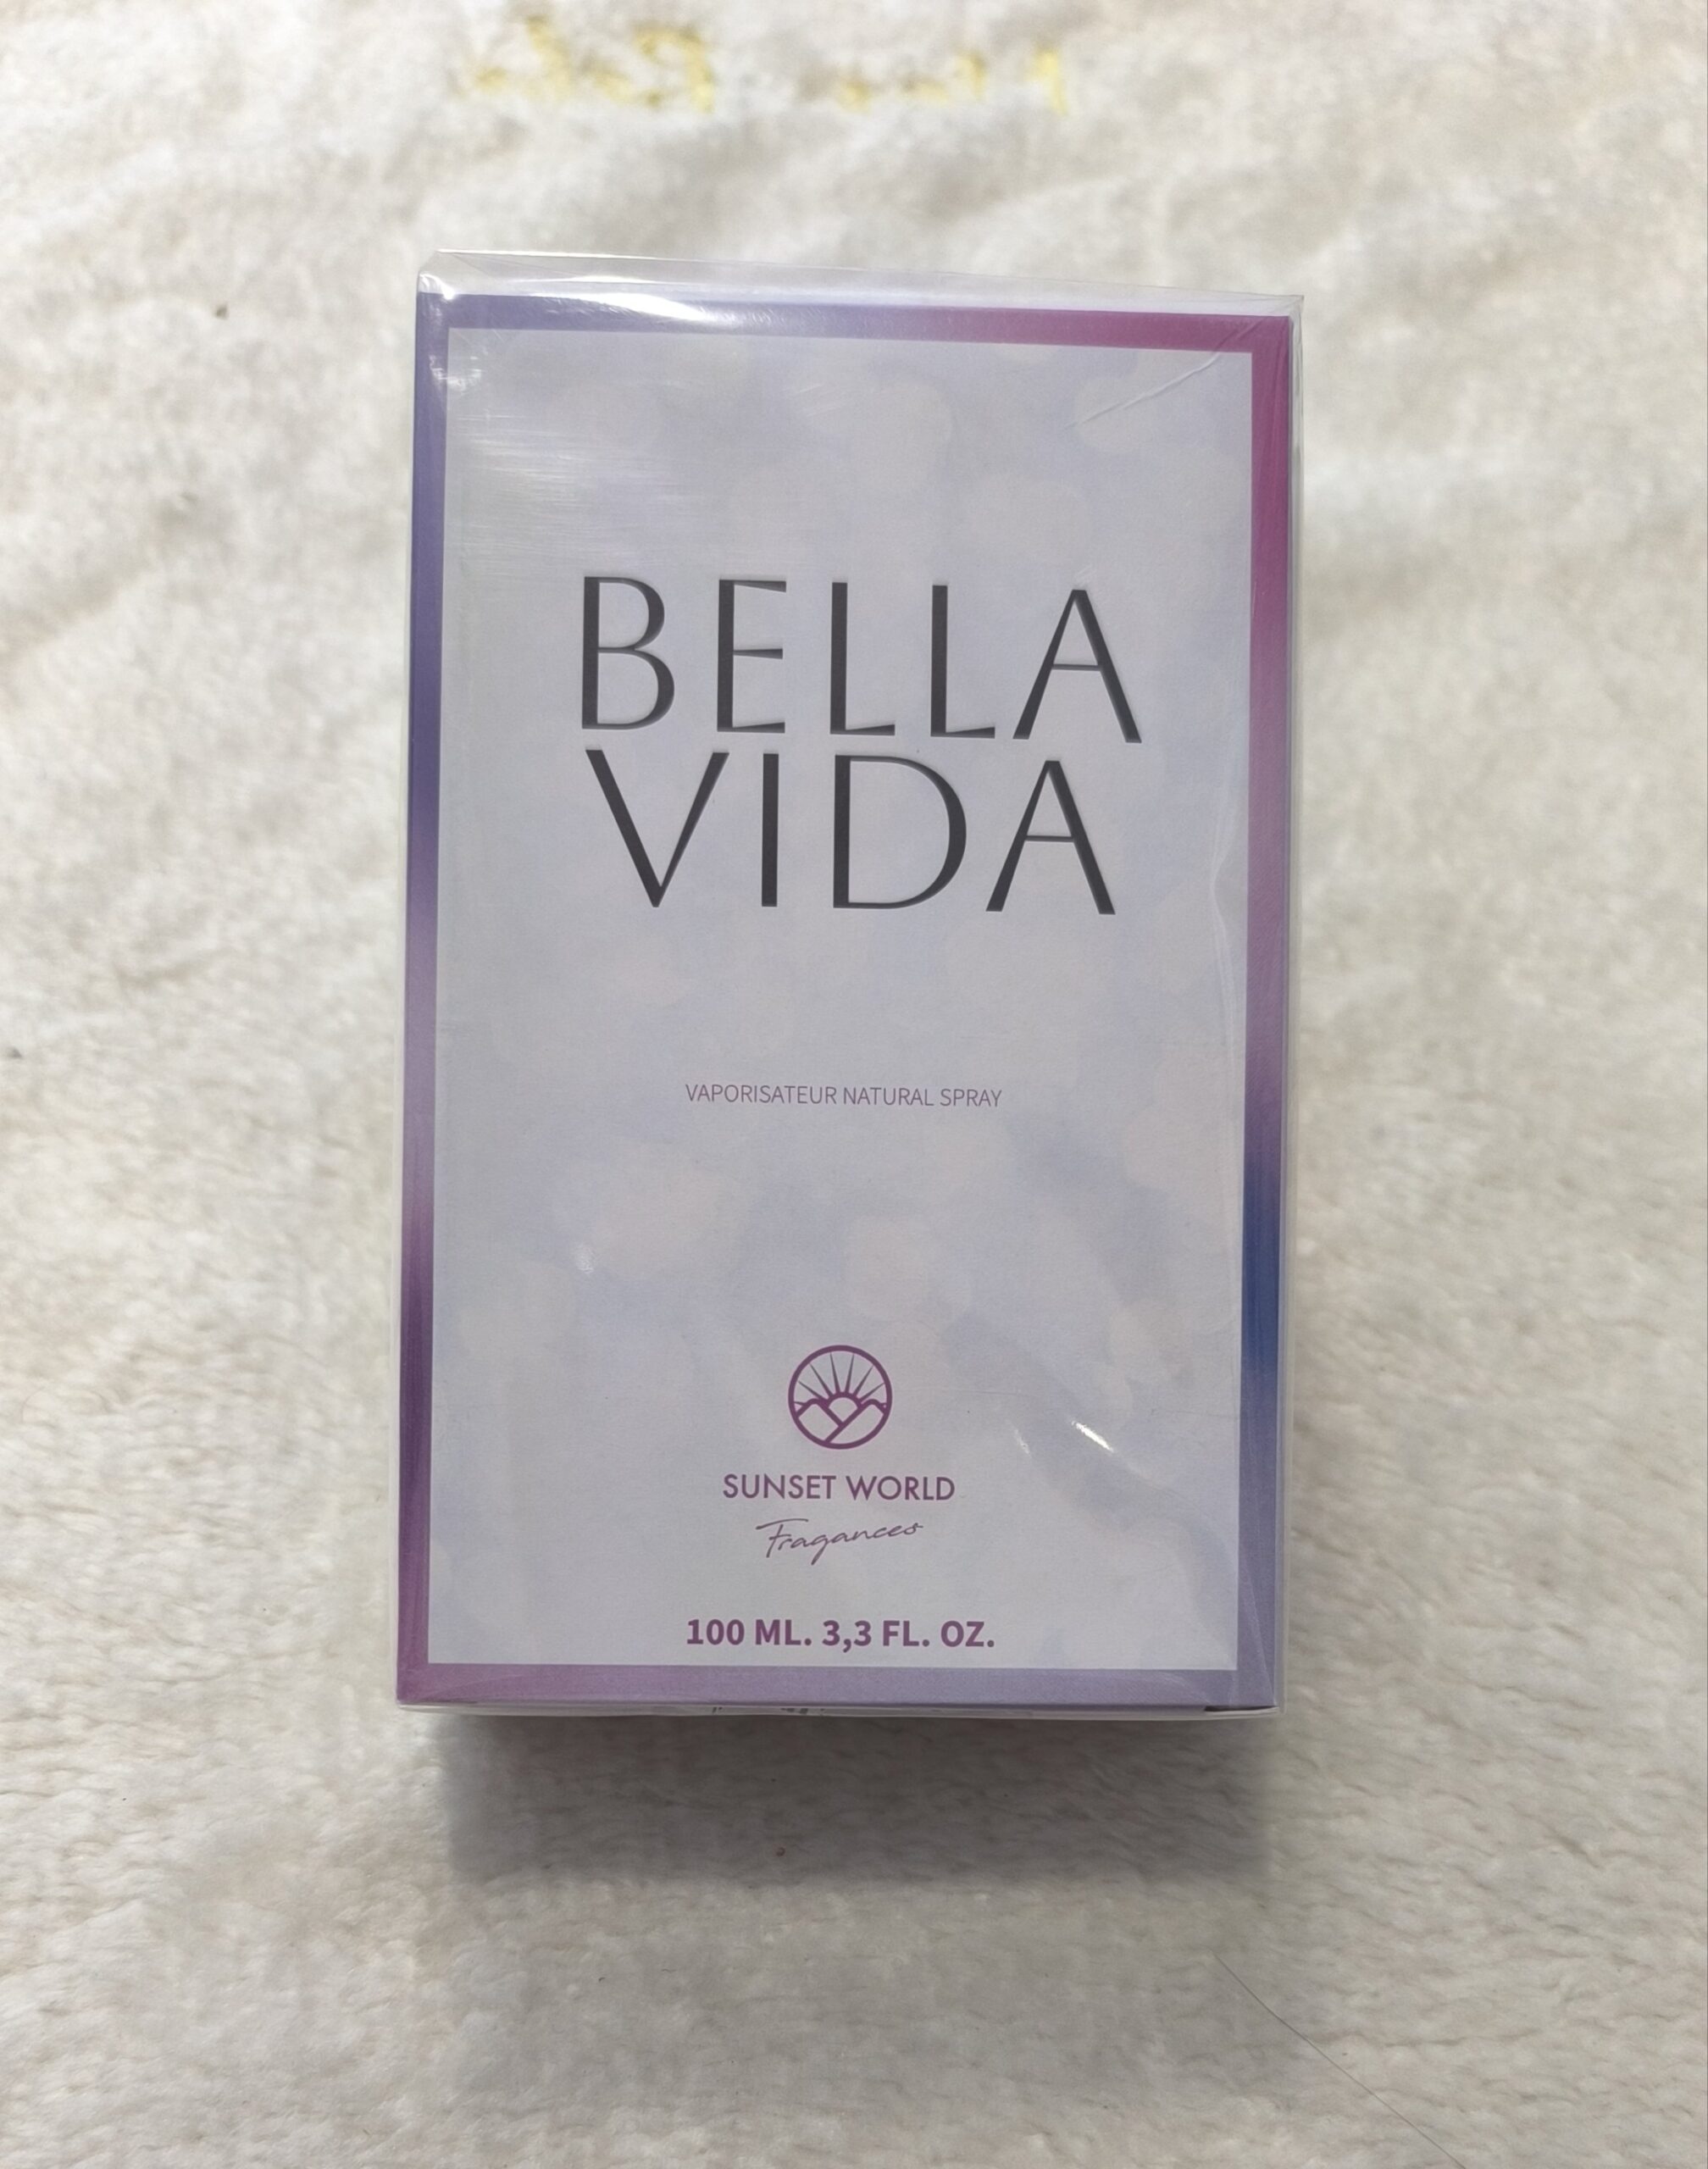 BELLA
VIDA
VAPORISATEUR NATURAL SPRAY
SUNSET WORLD
Fragances
100 ML. 3,3 FL. OZ.